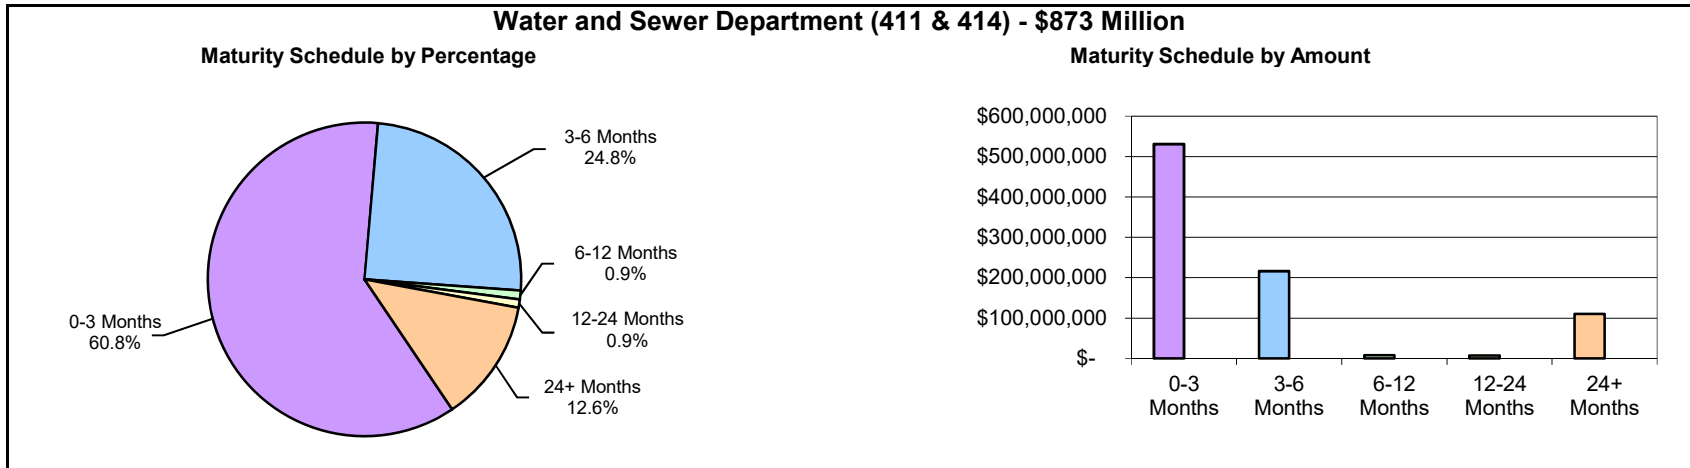 Water and Sewer Department (411 & 414) - $873 Million
Maturity Schedule by Percentage
3-6 Months
24.8%
6-12 Months
0.9%
12-24 Months
0.9%
24+ Months
12.6%
0-3 Months
60.8%
Maturity Schedule by Amount
$600,000,000
$500,000,000
$400,000,000
$300,000,000
$200,000,000
$100,000,000
$-
0-3
Months
3-6
Months
6-12
Months
12-24
Months
24+
Months